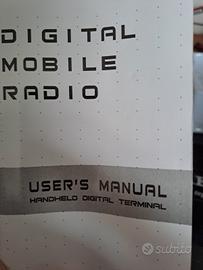 DIGITAL
MOBILE
RADIO
USER'S MANUAL
HANDHELD DIGITAL TERMINAL
subito